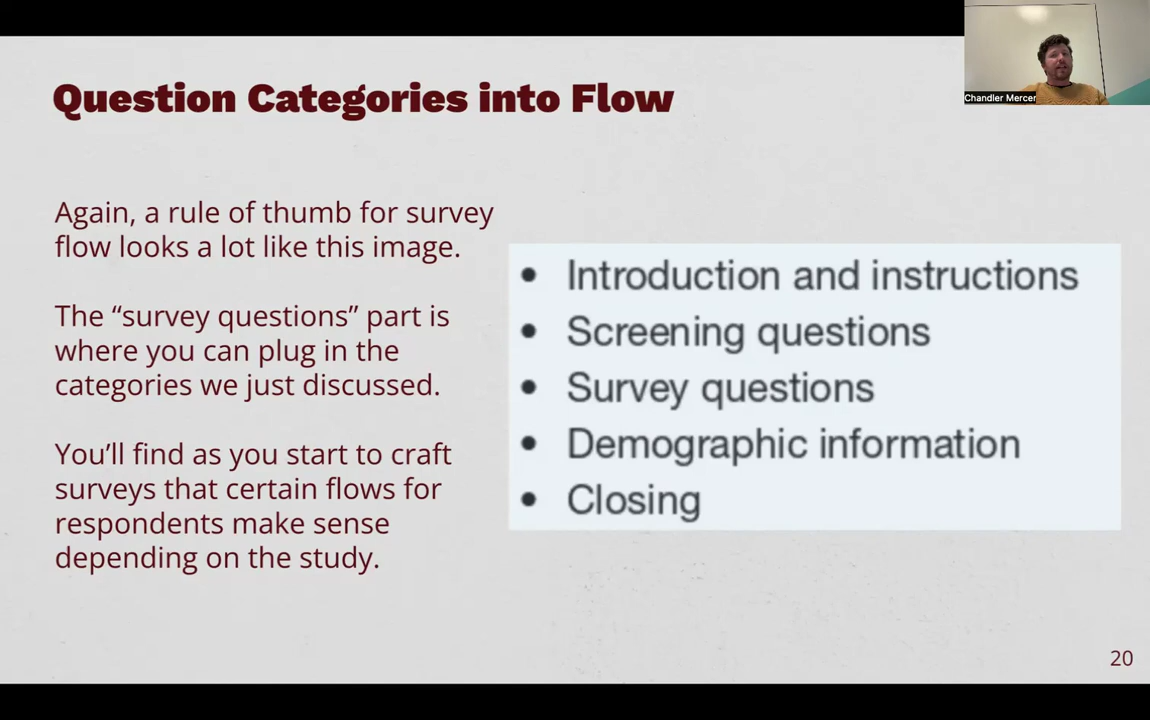 Question Categories into Flow
Chandler Mercer
Again, a rule of thumb for survey
flow looks a lot like this image.
The “survey questions” part is
where you can plug in the
categories we just discussed.
You’ll find as you start to craft
surveys that certain flows for
respondents make sense
depending on the study.
• Introduction and instructions
• Screening questions
• Survey questions
• Demographic information
• Closing
20